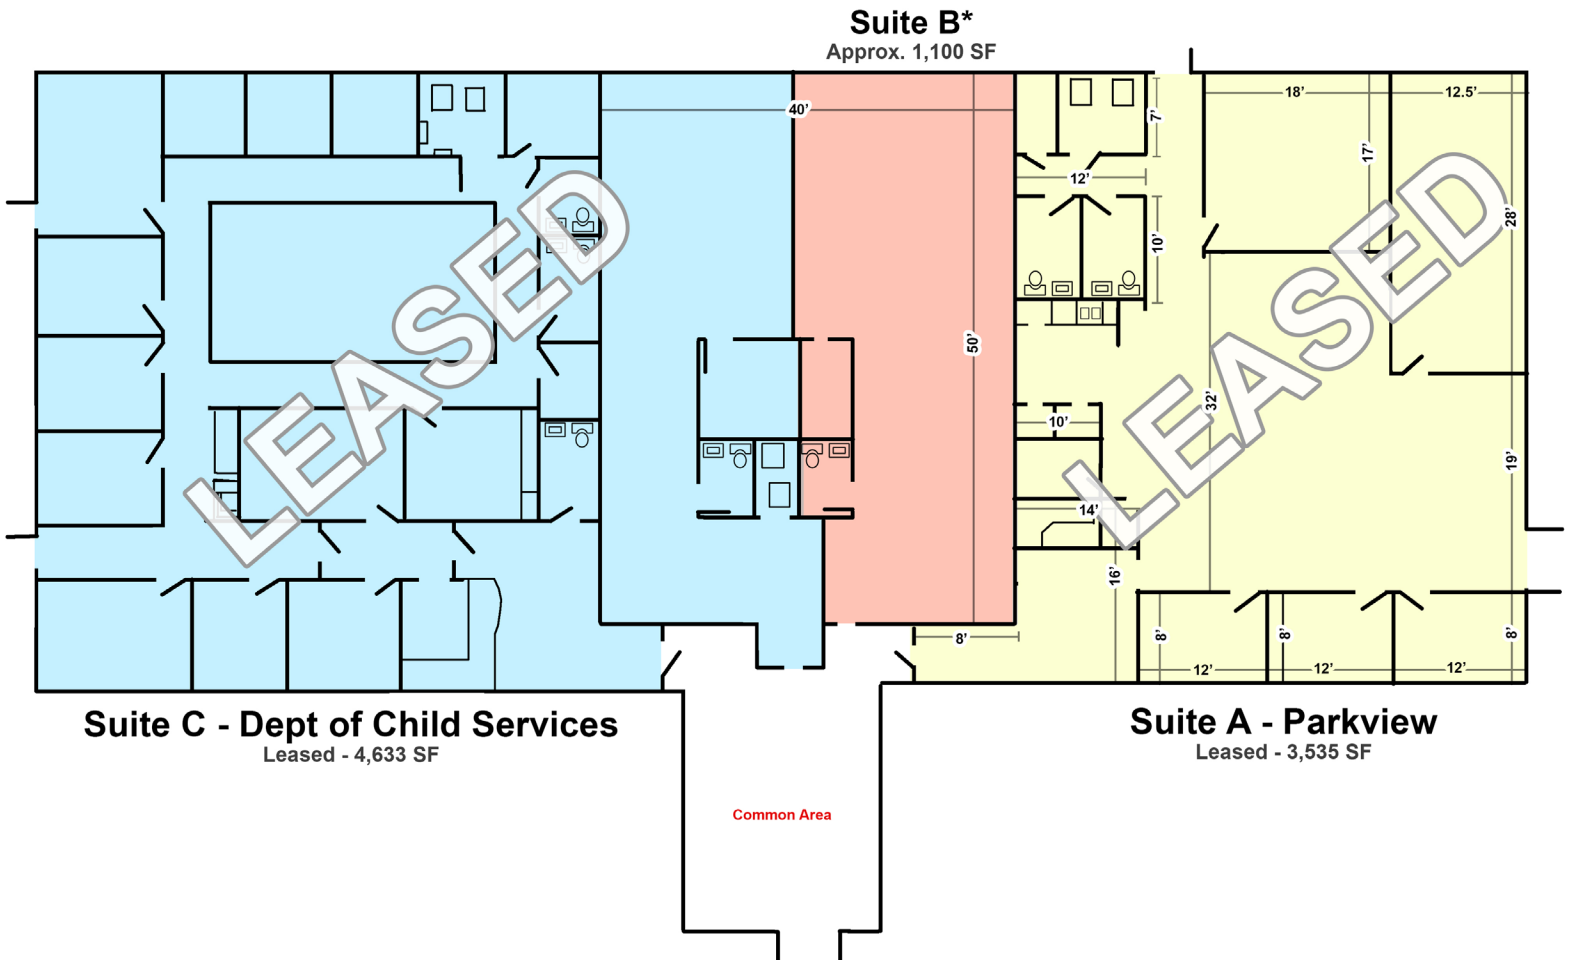 Suite B*
Approx. 1,100 SF
40'
50'
7'
12'
10'
18'
17'
12.5'
28'
32'
10'
14'
19'
16'
8'
8'
12'
8'
12'
8'
12'
LEASED
LEASED
Suite C - Dept of Child Services
Leased - 4,633 SF
Suite A - Parkview
Leased - 3,535 SF
Common Area